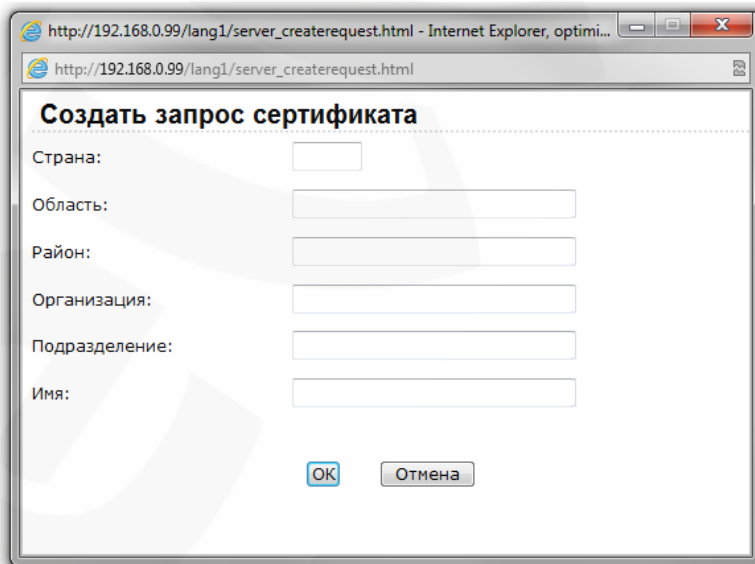 http://192.168.0.99/lang1/server_createrequest.html - Internet Explorer, optimi...
http://192.168.0.99/lang1/server_createrequest.html
Создать запрос сертификата
Страна:
Область:
Район:
Организация:
Подразделение:
Имя:
OK Отмена